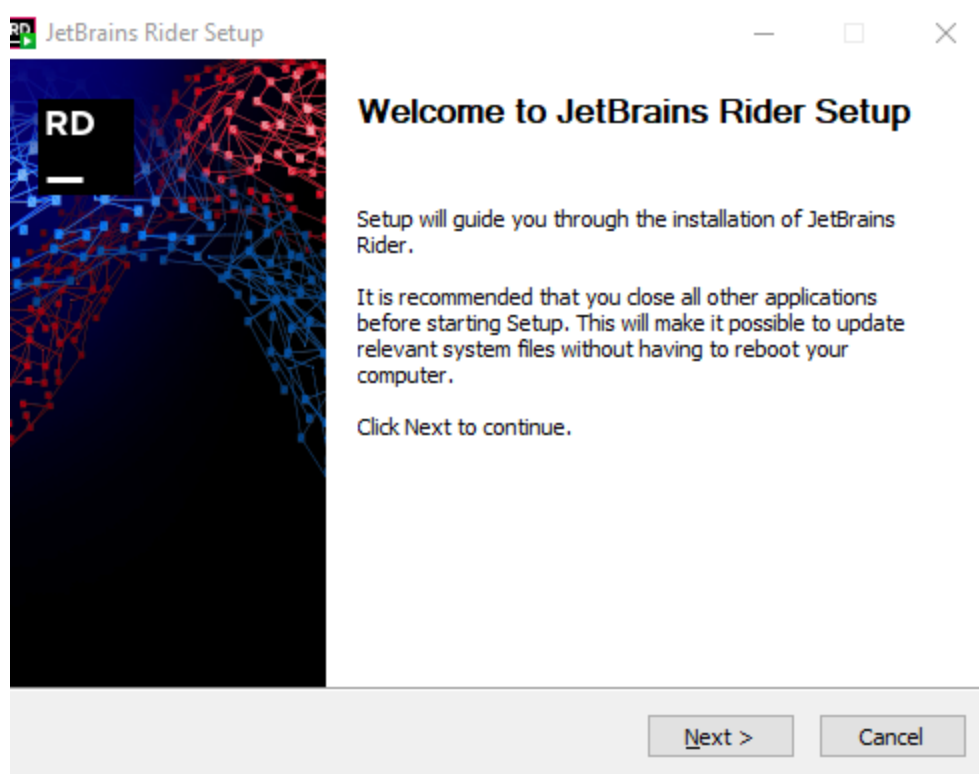 JetBrains Rider Setup
RD
Welcome to JetBrains Rider Setup
Setup will guide you through the installation of JetBrains
Rider.
It is recommended that you close all other applications
before starting Setup. This will make it possible to update
relevant system files without having to reboot your
computer.
Click Next to continue.
Next >
Cancel